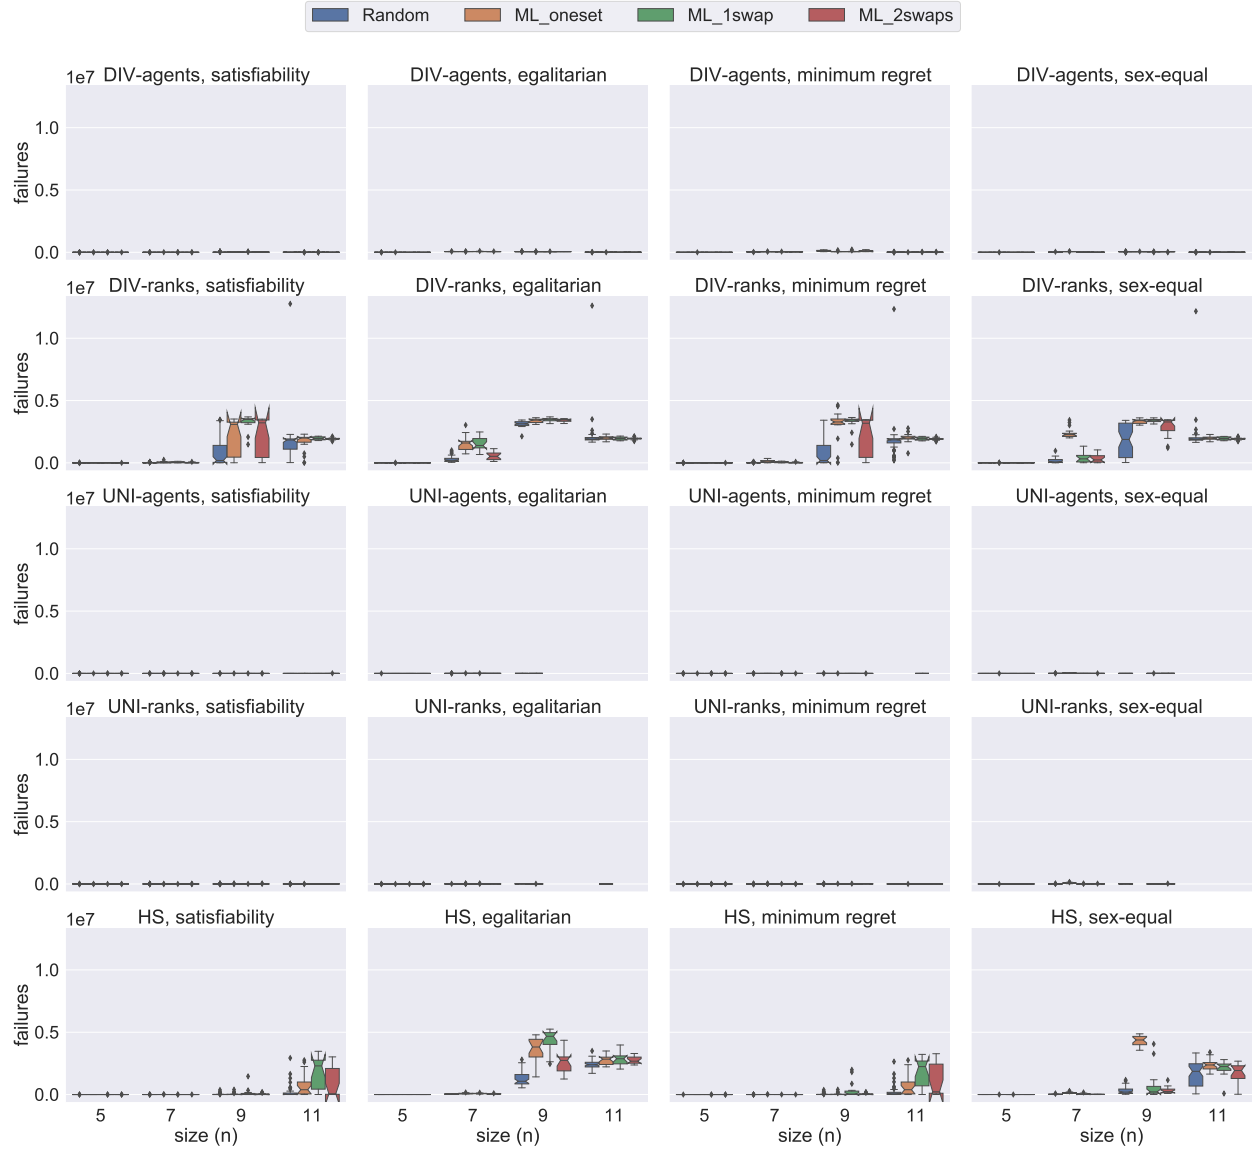 Random ML_oneset ML_1swap ML_2swaps
1e7 DIV-agents, satisfiability DIV-agents, egalitarian DIV-agents, minimum regret DIV-agents, sex-equal
1.0
0.5
0.0
failures
1e7 DIV-ranks, satisfiability DIV-ranks, egalitarian DIV-ranks, minimum regret DIV-ranks, sex-equal
1.0
0.5
0.0
failures
1e7 UNI-agents, satisfiability UNI-agents, egalitarian UNI-agents, minimum regret UNI-agents, sex-equal
1.0
0.5
0.0
failures
1e7 UNI-ranks, satisfiability UNI-ranks, egalitarian UNI-ranks, minimum regret UNI-ranks, sex-equal
1.0
0.5
0.0
failures
1e7 HS, satisfiability HS, egalitarian HS, minimum regret HS, sex-equal
1.0
0.5
0.0
failures
5 7 9 11 5 7 9 11 5 7 9 11 5 7 9 11
size (n) size (n) size (n) size (n)